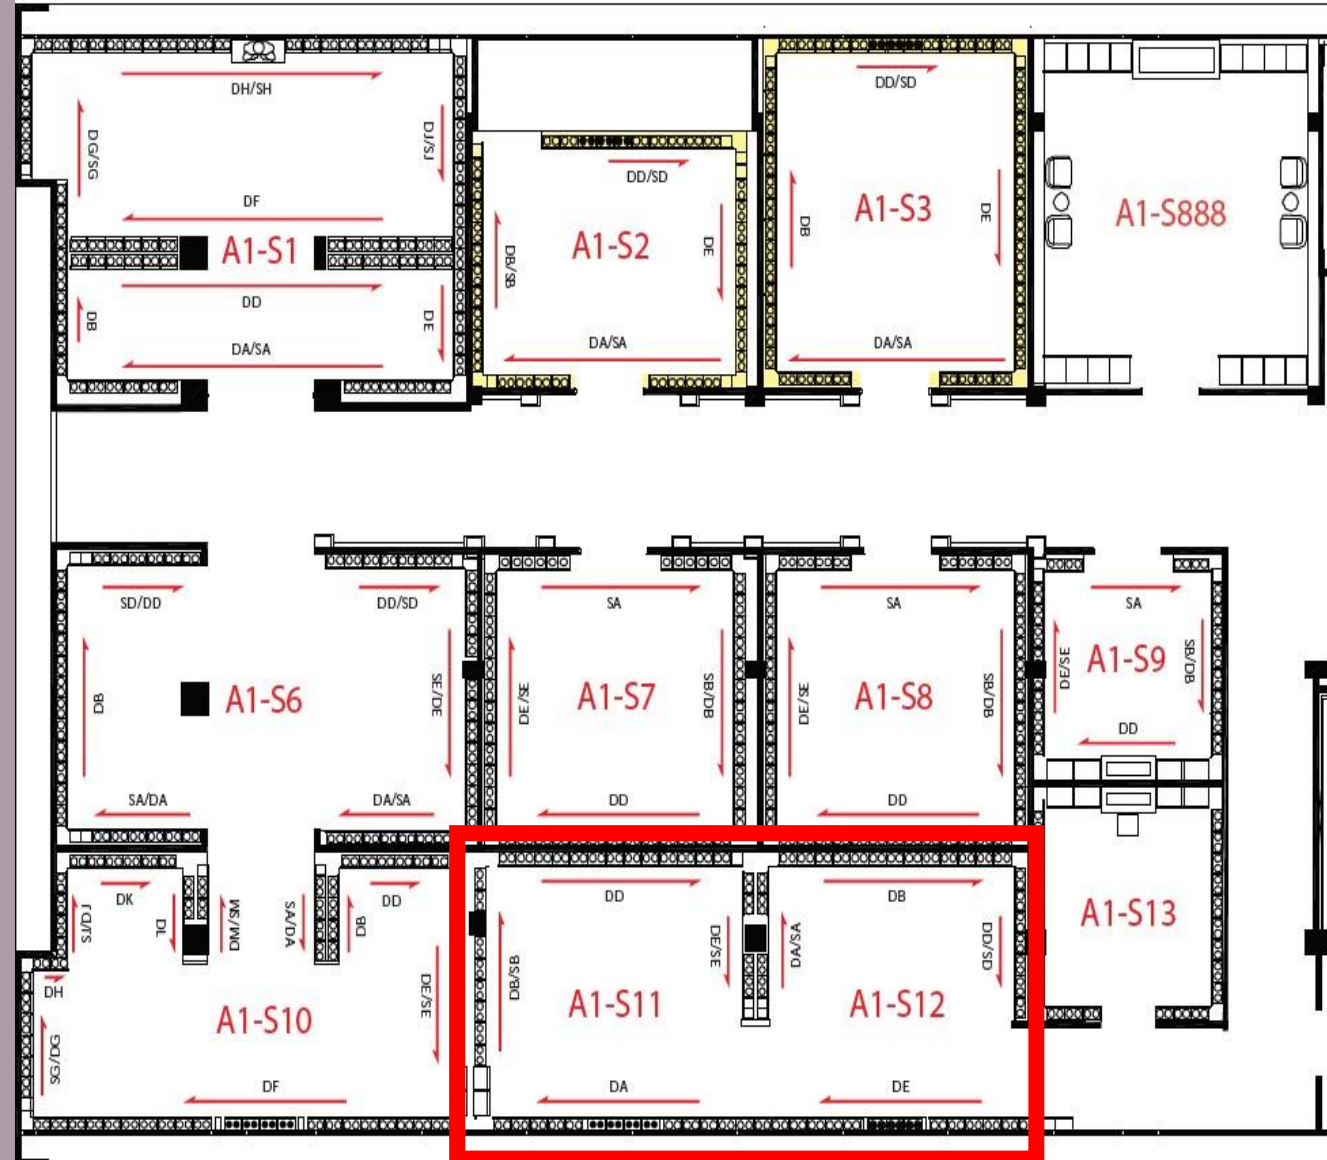 DH/SH
DG/SG
DJ/SJ
DF
A1-S1
DD
DB
DE
DA/SA
DD/SD
DB/SB
A1-S2
DE
DA/SA
DD/SD
DB
A1-S3
DE
DA/SA
A1-S888
SD/DD
DD/SD
DB
A1-S6
SE/DE
SA/DA
DA/SA
SA
DE/SE
A1-S7
SB/DB
DD
SA
DE/SE
A1-S8
SB/DB
DD
SA
DE/SE
A1-S9
SB/DB
DD
DK
SJ/DJ
DL
DM/SM
SA/DA
DB
DD
DH
A1-S10
DE/SE
SG/DG
DF
DD
DB/SB
A1-S11
DE/SE
DA
DB
DA/SA
A1-S12
DD/SD
DE
A1-S13